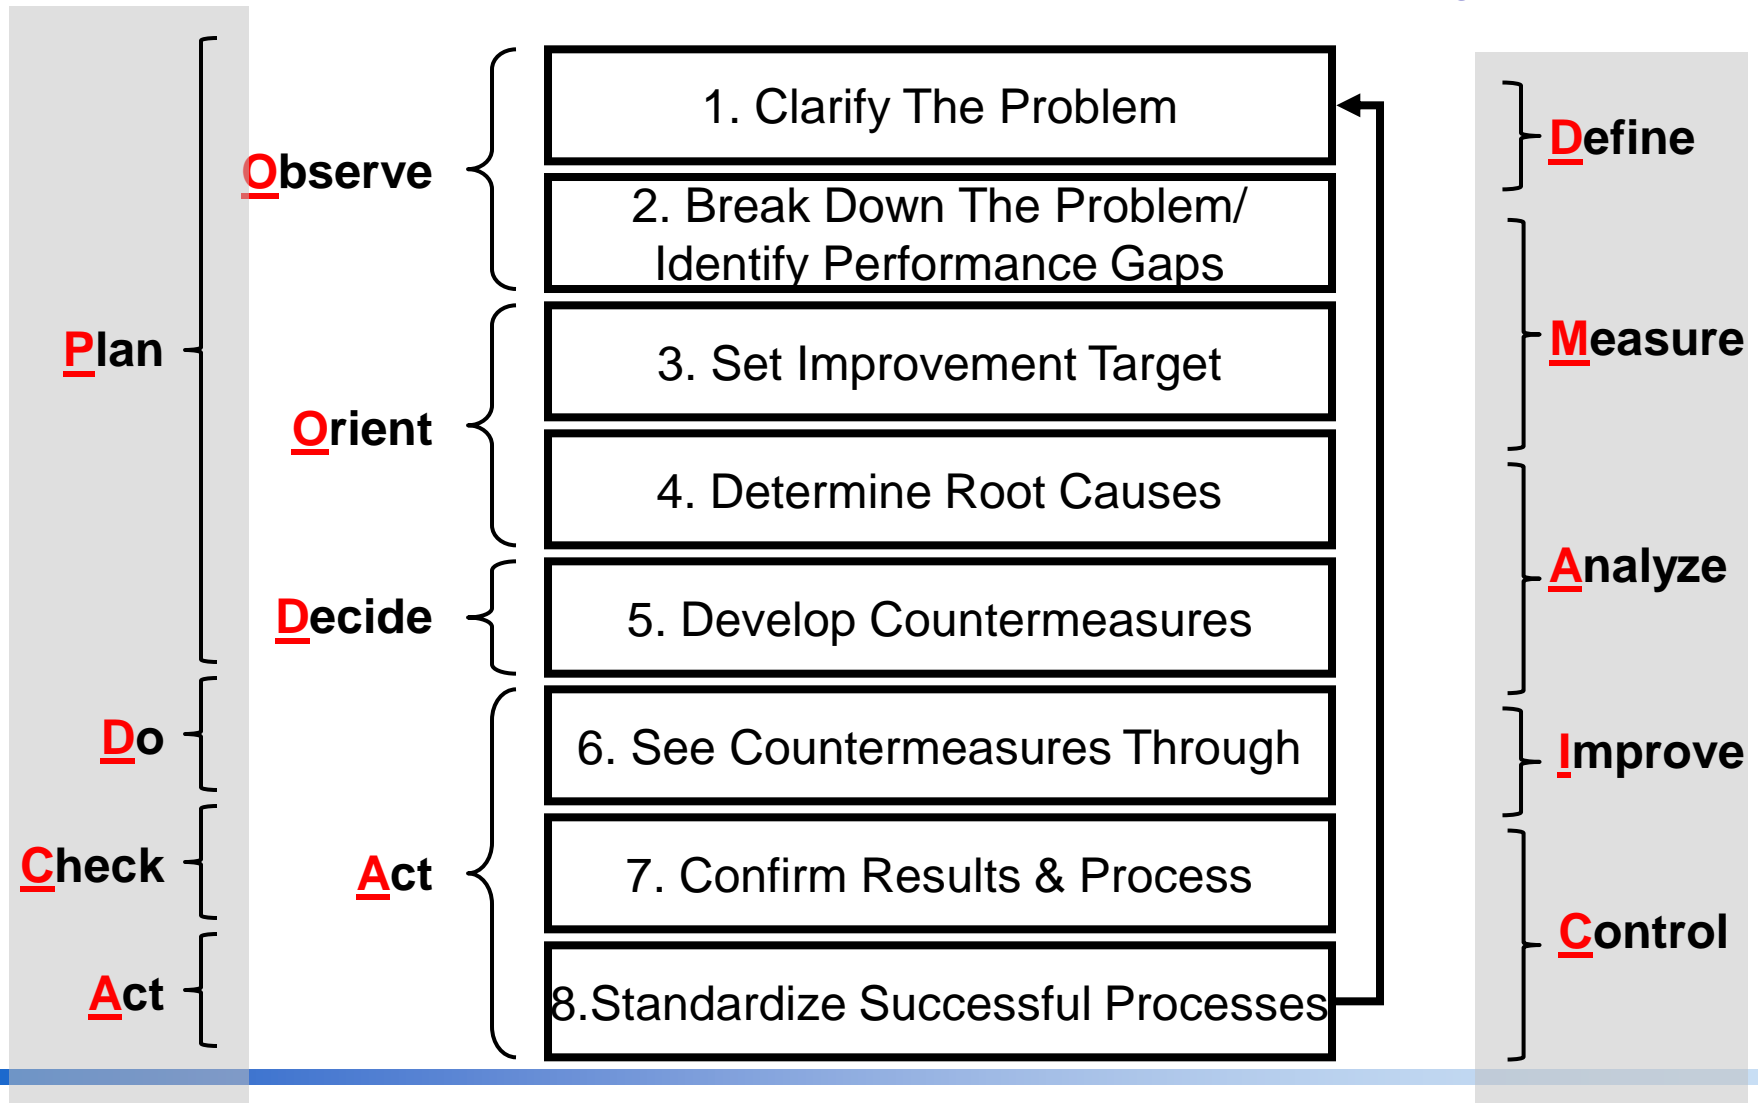 Plan
Do
Check
Act
Observe
Orient
Decide
Act
1. Clarify The Problem
2. Break Down The Problem/
Identify Performance Gaps
3. Set Improvement Target
4. Determine Root Causes
5. Develop Countermeasures
6. See Countermeasures Through
7. Confirm Results & Process
8.Standardize Successful Processes
Define
Measure
Analyze
Improve
Control